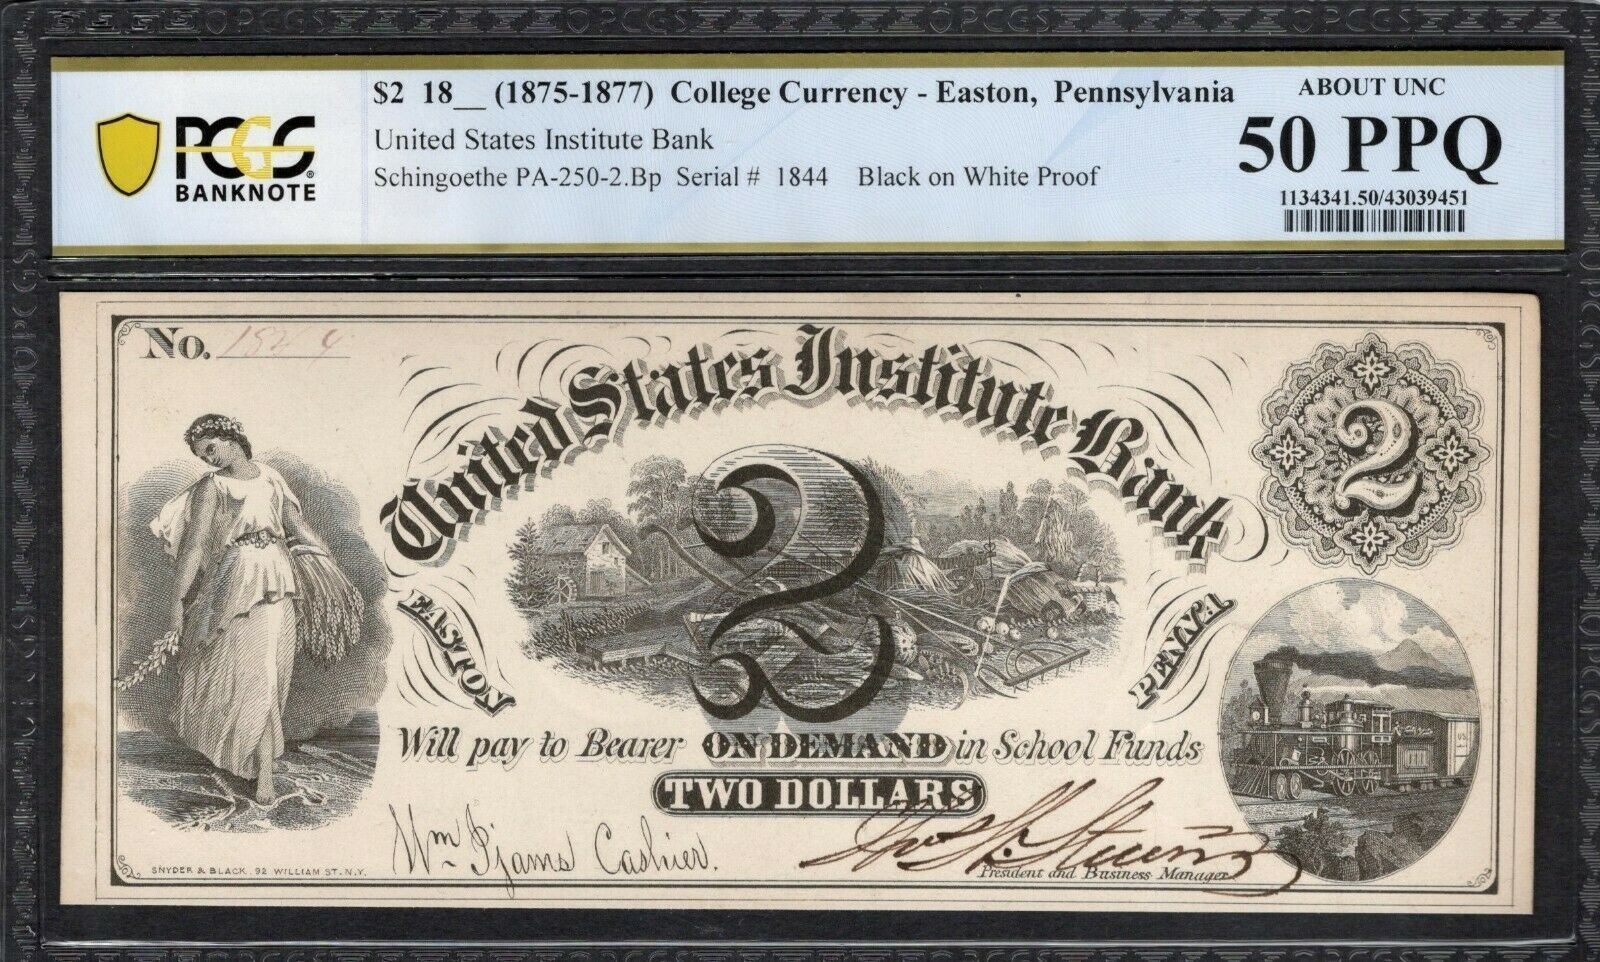 $2 18__ (1875-1877) College Currency - Easton, Pennsylvania
United States Institute Bank
Schingoethe PA-250-2.Bp Serial # 1844 Black on White Proof
PCGS
BANKNOTE
ABOUT UNC
50 PPQ
1134341.50/43039451
No. 1844
United States Institute Bank
2
2
EASTON
PENNA
Will pay to Bearer ON DEMAND in School Funds
TWO DOLLARS
Wm Ijams Cashier.
President and Business Manager
SNYDER & BLACK. 92 WILLIAM ST. N.Y.